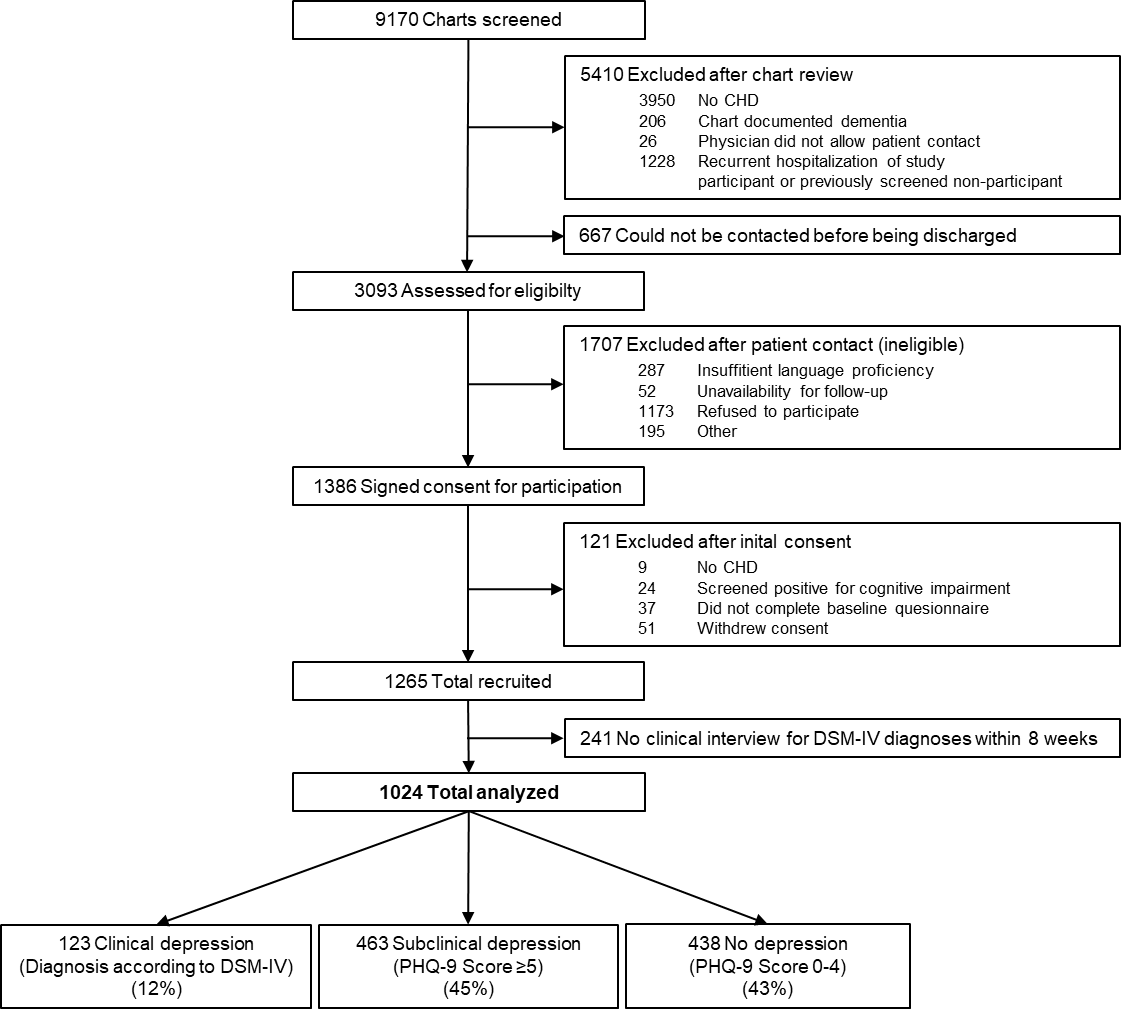 9170 Charts screened
5410 Excluded after chart review
3950 No CHD
206 Chart documented dementia
26 Physician did not allow patient contact
1228 Recurrent hospitalization of study
participant or previously screened non-participant
667 Could not be contacted before being discharged
3093 Assessed for eligibilty
1707 Excluded after patient contact (ineligible)
287 Insuffitient language proficiency
52 Unavailability for follow-up
1173 Refused to participate
195 Other
1386 Signed consent for participation
121 Excluded after inital consent
9 No CHD
24 Screened positive for cognitive impairment
37 Did not complete baseline quesionnaire
51 Withdrew consent
1265 Total recruited
241 No clinical interview for DSM-IV diagnoses within 8 weeks
1024 Total analyzed
123 Clinical depression
(Diagnosis according to DSM-IV)
(12%)
463 Subclinical depression
(PHQ-9 Score ≥5)
(45%)
438 No depression
(PHQ-9 Score 0-4)
(43%)